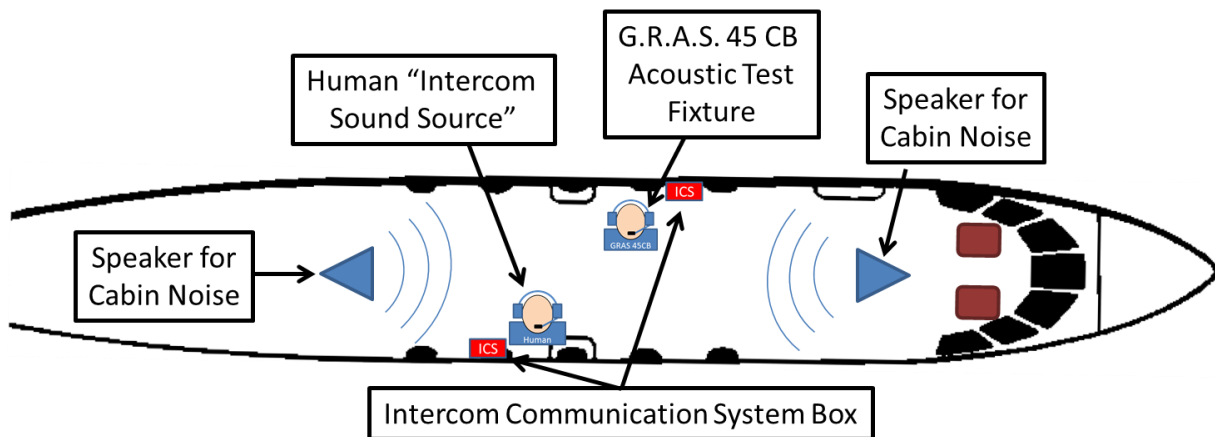 G.R.A.S. 45 CB
Acoustic Test
Fixture
Human “Intercom
Sound Source”
Speaker for
Cabin Noise
ICS
GRAS 45CB
Speaker for
Cabin Noise
Human
ICS
Intercom Communication System Box